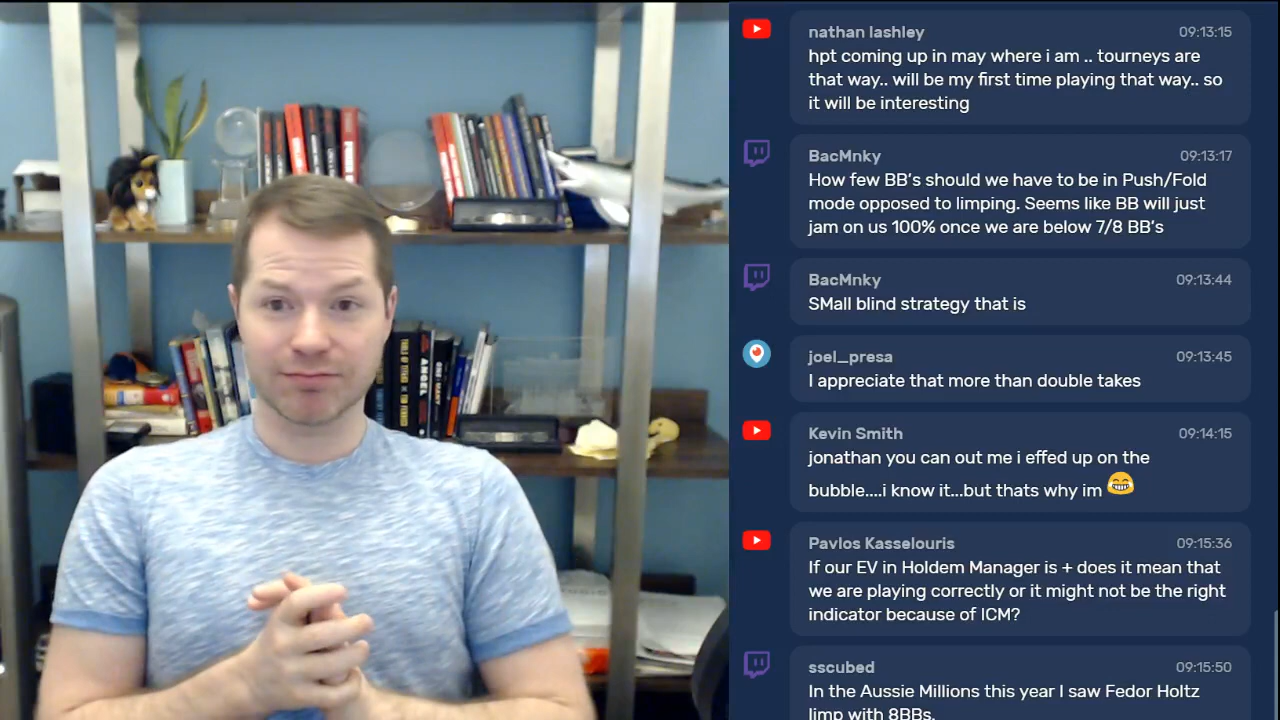 nathan lashley 09:13:15
hpt coming up in may where i am .. tourneys are
that way.. will be my first time playing that way.. so
it will be interesting
BacMnky 09:13:17
How few BB's should we have to be in Push/Fold
mode opposed to limping. Seems like BB will just
jam on us 100% once we are below 7/8 BB's
BacMnky 09:13:44
SMall blind strategy that is
joel_presa 09:13:45
I appreciate that more than double takes
Kevin Smith 09:14:15
jonathan you can out me i effed up on the
bubble....i know it...but thats why im 😂
Pavlos Kasselouris 09:15:36
If our EV in Holdem Manager is + does it mean that
we are playing correctly or it might not be the right
indicator because of ICM?
sscubed 09:15:50
In the Aussie Millions this year I saw Fedor Holtz
limp with 8BBs.
ANGEL